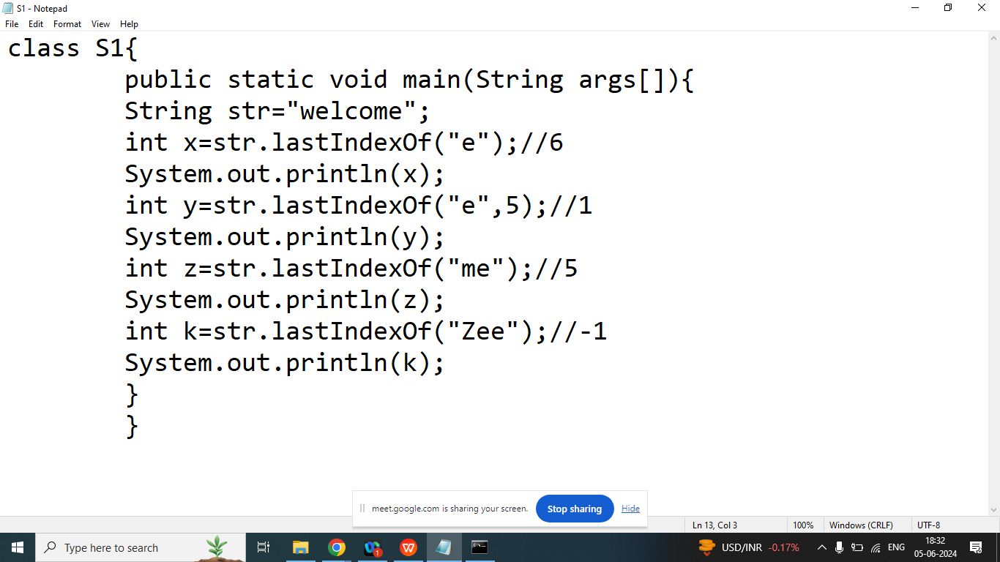 S1 - Notepad
File Edit Format View Help
class S1{
public static void main(String args[]){
String str="welcome";
int x=str.lastIndexOf("e");//6
System.out.println(x);
int y=str.lastIndexOf("e",5);//1
System.out.println(y);
int z=str.lastIndexOf("me");//5
System.out.println(z);
int k=str.lastIndexOf("Zee");//-1
System.out.println(k);
}
}
meet.google.com is sharing your screen. Stop sharing Hide
Ln 13, Col 3 100% Windows (CRLF) UTF-8
Type here to search 1 W USD/INR -0.17% ENG 18:32
05-06-2024